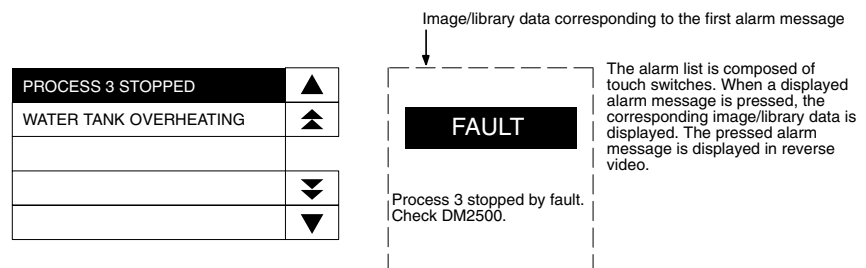 Image/library data corresponding to the first alarm message
PROCESS 3 STOPPED
WATER TANK OVERHEATING
FAULT
Process 3 stopped by fault.
Check DM2500.
The alarm list is composed of
touch switches. When a displayed
alarm message is pressed, the
corresponding image/library data is
displayed. The pressed alarm
message is displayed in reverse
video.